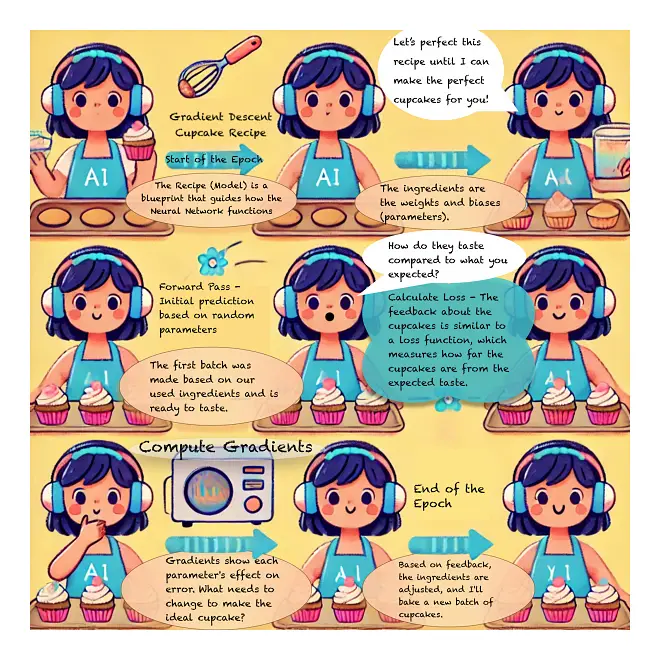 Let's perfect this
recipe until I can
make the perfect
cupcakes for you!
Gradient Descent
Cupcake Recipe
Start of the Epoch
AI
AI
AI
The Recipe (Model) is a
blueprint that guides how the
Neural Network functions
The ingredients are
the weights and biases
(parameters).
How do they taste
compared to what you
expected?
Forward Pass -
Initial prediction
based on random
parameters
Calculate Loss - The
feedback about the
cupcakes is similar to
a loss function, which
measures how far the
cupcakes are from the
expected taste.
The first batch was
made based on our
used ingredients and is
ready to taste.
AI
AI
AI
Compute Gradients
End of the
Epoch
Gradients show each
parameter's effect on
error. What needs to
change to make the
ideal cupcake?
Based on feedback,
the ingredients are
adjusted, and I'll
bake a new batch of
cupcakes.
AI
AI